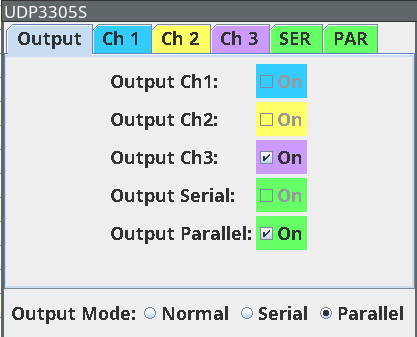 UDP3305S
Output Ch 1 Ch 2 Ch 3 SER PAR
Output Ch1: On
Output Ch2: On
Output Ch3: On
Output Serial: On
Output Parallel: On
Output Mode: Normal Serial Parallel